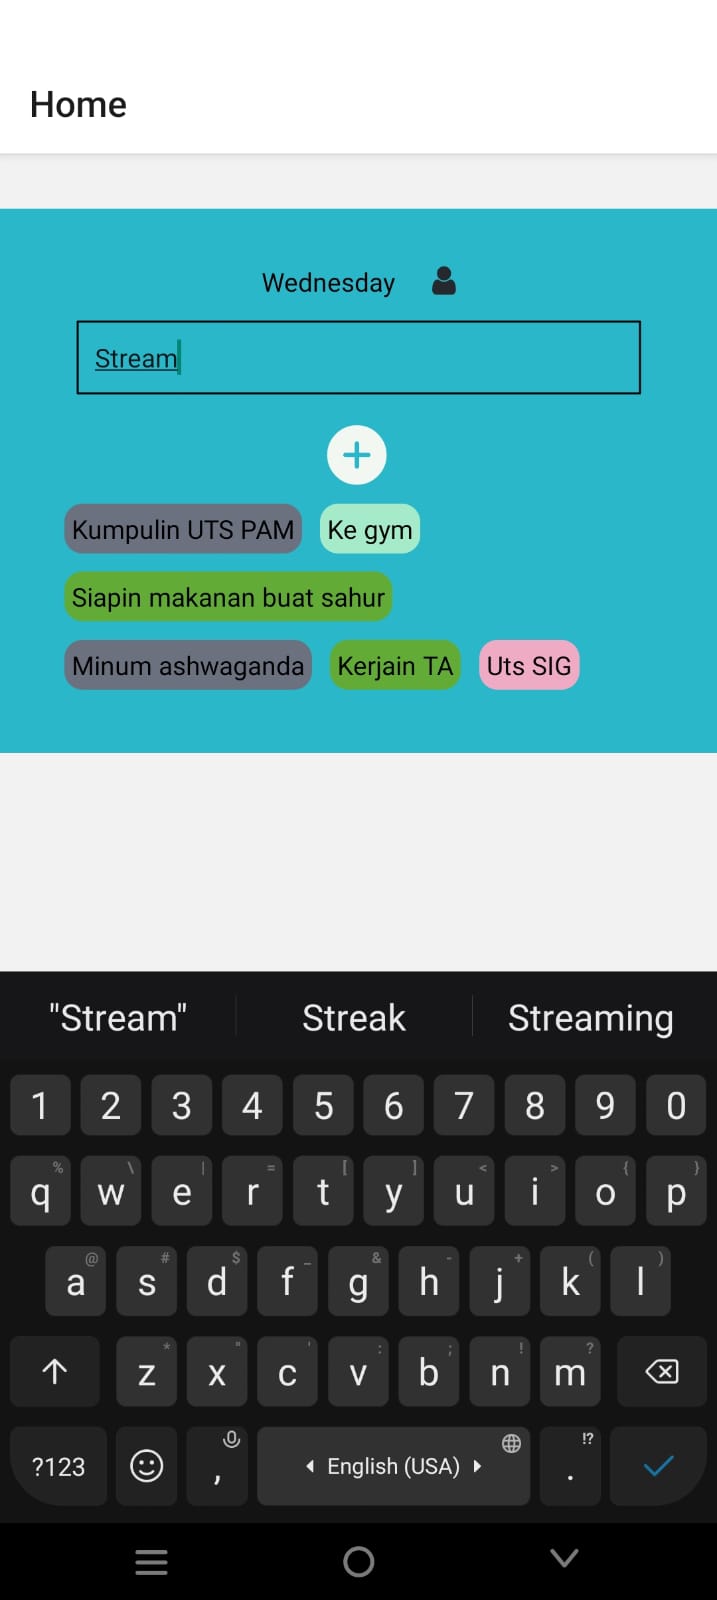 Home
Wednesday
Stream
Kumpulin UTS PAM Ke gym
Siapin makanan buat sahur
Minum ashwaganda Kerjain TA Uts SIG
"Stream" Streak Streaming
1 2 3 4 5 6 7 8 9 0
% \ | = [ ] < > { }
q w e r t y u i o p
@ # $ _ & - + ( )
a s d f g h j k l
* " ' : ; ! ?
z x c v b n m
!?
?123 , English (USA) .